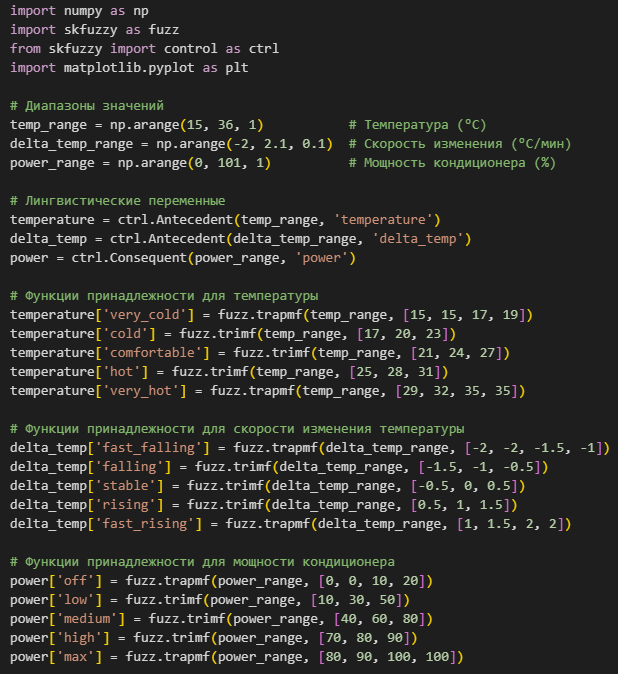 import numpy as np
import skfuzzy as fuzz
from skfuzzy import control as ctrl
import matplotlib.pyplot as plt
# Диапазоны значений
temp_range = np.arange(15, 36, 1)           # Температура (°C)
delta_temp_range = np.arange(-2, 2.1, 0.1)  # Скорость изменения (°C/мин)
power_range = np.arange(0, 101, 1)          # Мощность кондиционера (%)
# Лингвистические переменные
temperature = ctrl.Antecedent(temp_range, 'temperature')
delta_temp = ctrl.Antecedent(delta_temp_range, 'delta_temp')
power = ctrl.Consequent(power_range, 'power')
# Функции принадлежности для температуры
temperature['very_cold'] = fuzz.trapmf(temp_range, [15, 15, 17, 19])
temperature['cold'] = fuzz.trimf(temp_range, [17, 20, 23])
temperature['comfortable'] = fuzz.trimf(temp_range, [21, 24, 27])
temperature['hot'] = fuzz.trimf(temp_range, [25, 28, 31])
temperature['very_hot'] = fuzz.trapmf(temp_range, [29, 32, 35, 35])
# Функции принадлежности для скорости изменения температуры
delta_temp['fast_falling'] = fuzz.trapmf(delta_temp_range, [-2, -2, -1.5, -1])
delta_temp['falling'] = fuzz.trimf(delta_temp_range, [-1.5, -1, -0.5])
delta_temp['stable'] = fuzz.trimf(delta_temp_range, [-0.5, 0, 0.5])
delta_temp['rising'] = fuzz.trimf(delta_temp_range, [0.5, 1, 1.5])
delta_temp['fast_rising'] = fuzz.trapmf(delta_temp_range, [1, 1.5, 2, 2])
# Функции принадлежности для мощности кондиционера
power['off'] = fuzz.trapmf(power_range, [0, 0, 10, 20])
power['low'] = fuzz.trimf(power_range, [10, 30, 50])
power['medium'] = fuzz.trimf(power_range, [40, 60, 80])
power['high'] = fuzz.trimf(power_range, [70, 80, 90])
power['max'] = fuzz.trapmf(power_range, [80, 90, 100, 100])